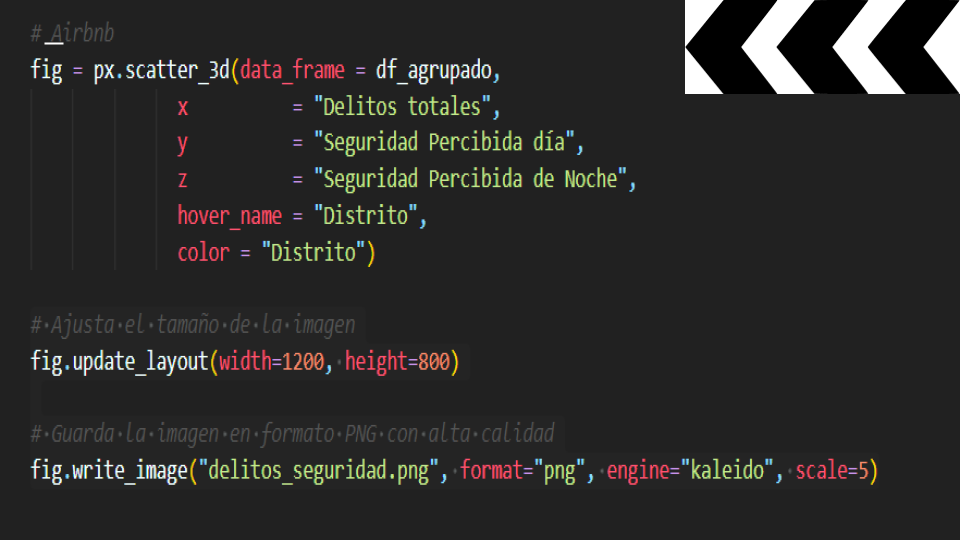 # _Airbnb
fig = px.scatter_3d(data_frame = df_agrupado,
x = "Delitos totales",
y = "Seguridad Percibida día",
z = "Seguridad Percibida de Noche",
hover_name = "Distrito",
color = "Distrito")
#·Ajusta·el·tamaño·de·la·imagen
fig.update_layout(width=1200,·height=800)
#·Guarda·la·imagen·en·formato·PNG·con·alta·calidad
fig.write_image("delitos_seguridad.png",·format="png",·engine="kaleido",·scale=5)